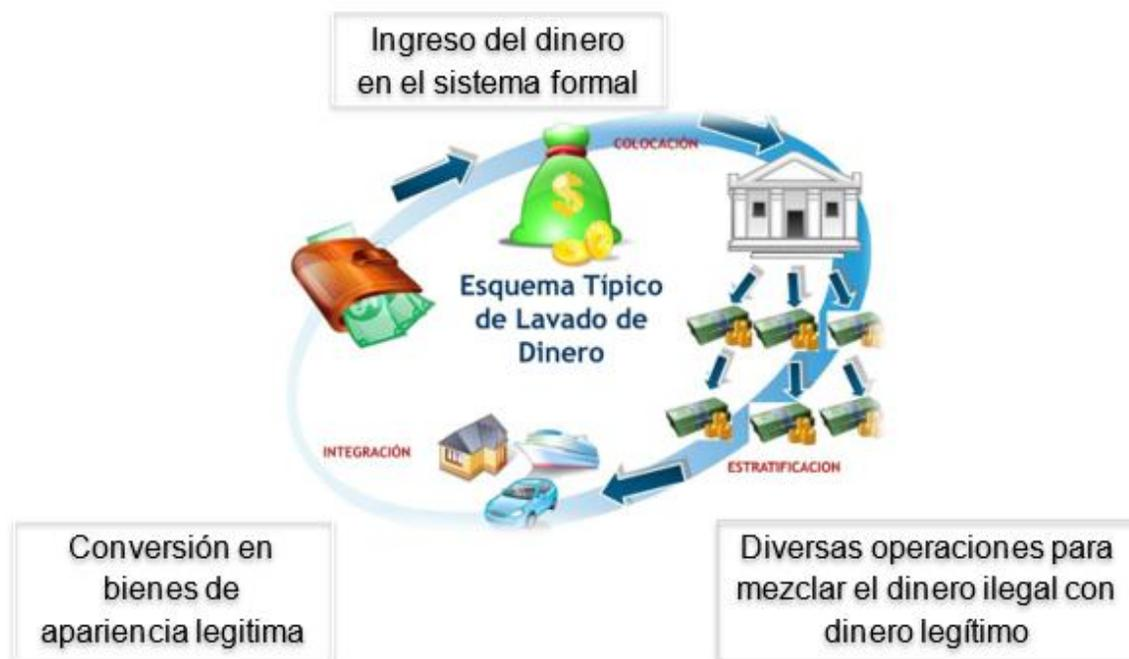 Ingreso del dinero
en el sistema formal
COLOCACIÓN
Esquema Típico
de Lavado de
Dinero
INTEGRACIÓN
ESTRATIFICACION
Conversión en
bienes de
apariencia legitima
Diversas operaciones para
mezclar el dinero ilegal con
dinero legítimo